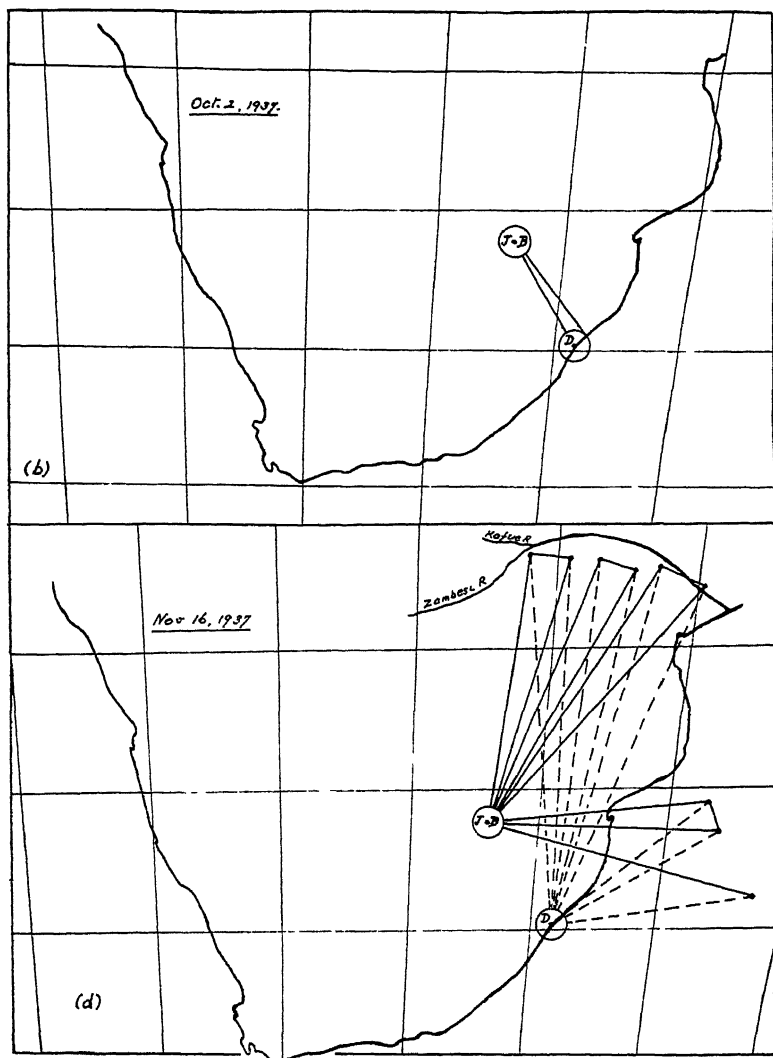 Oct. 2, 1937.
J=B
D
(b)
Kafue R
Zambesi R
Nov 16, 1937
J=B
D
(d)